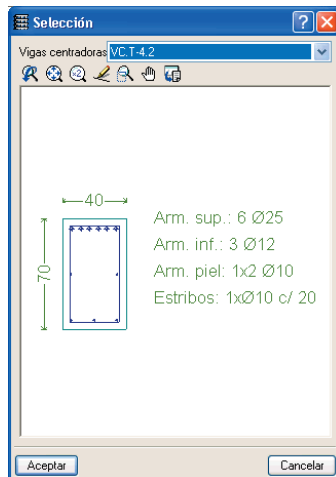 Selección
Vigas centradoras VC.T-4.2
x2
40
70
Arm. sup.: 6 Ø25
Arm. inf.: 3 Ø12
Arm. piel: 1x2 Ø10
Estribos: 1xØ10 c/ 20
Aceptar
Cancelar